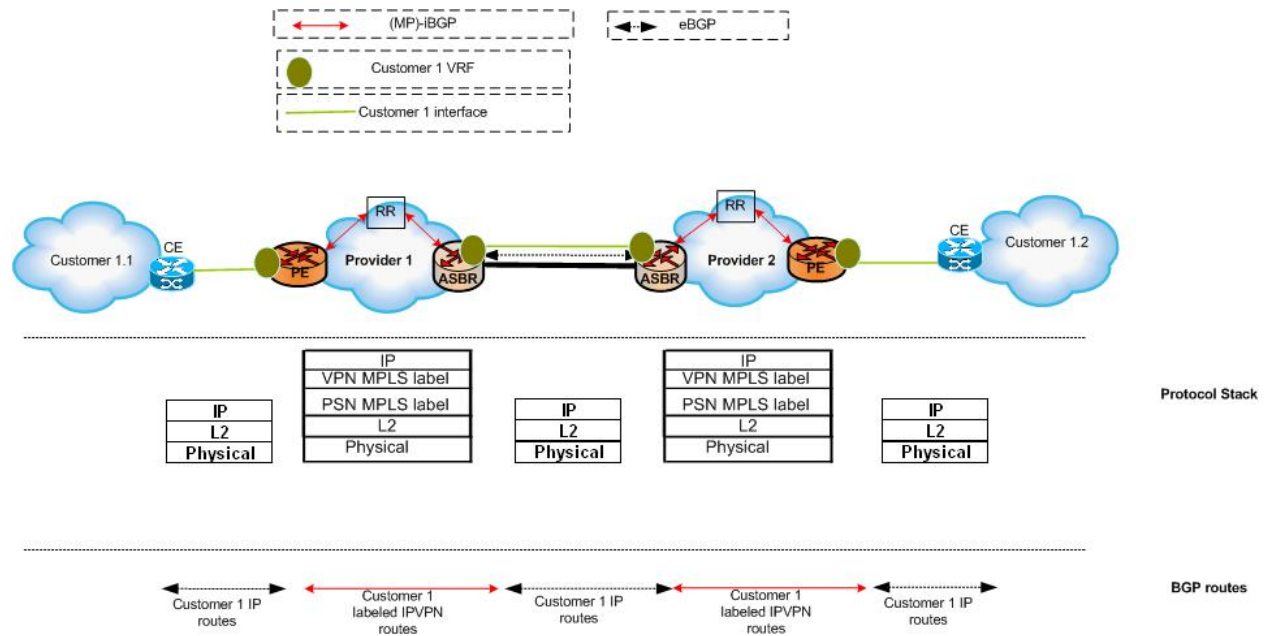 (MP)-iBGP
eBGP
Customer 1 VRF
Customer 1 interface
RR
RR
Customer 1.1
CE
PE
Provider 1
ASBR
ASBR
Provider 2
PE
CE
Customer 1.2
IP
VPN MPLS label
PSN MPLS label
L2
Physical
IP
VPN MPLS label
PSN MPLS label
L2
Physical
IP
L2
Physical
IP
L2
Physical
IP
L2
Physical
Protocol Stack
BGP routes
Customer 1 IP
routes
Customer 1
labeled IPVPN
routes
Customer 1 IP
routes
Customer 1
labeled IPVPN
routes
Customer 1 IP
routes